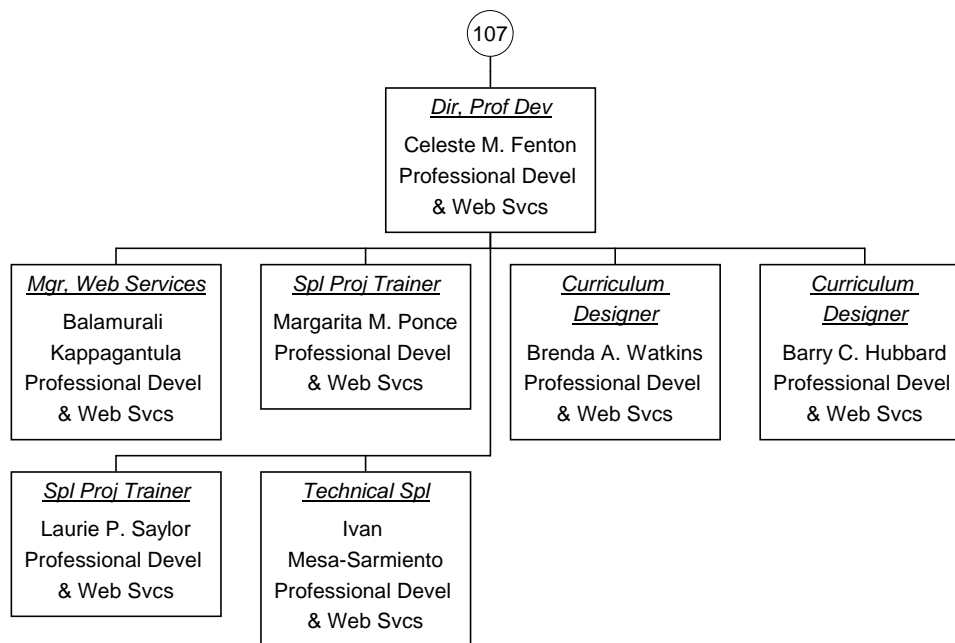 107
Dir, Prof Dev
Celeste M. Fenton
Professional Devel
& Web Svcs
Mgr, Web Services
Balamurali
Kappagantula
Professional Devel
& Web Svcs
Spl Proj Trainer
Margarita M. Ponce
Professional Devel
& Web Svcs
Curriculum
Designer
Brenda A. Watkins
Professional Devel
& Web Svcs
Curriculum
Designer
Barry C. Hubbard
Professional Devel
& Web Svcs
Spl Proj Trainer
Laurie P. Saylor
Professional Devel
& Web Svcs
Technical Spl
Ivan
Mesa-Sarmiento
Professional Devel
& Web Svcs